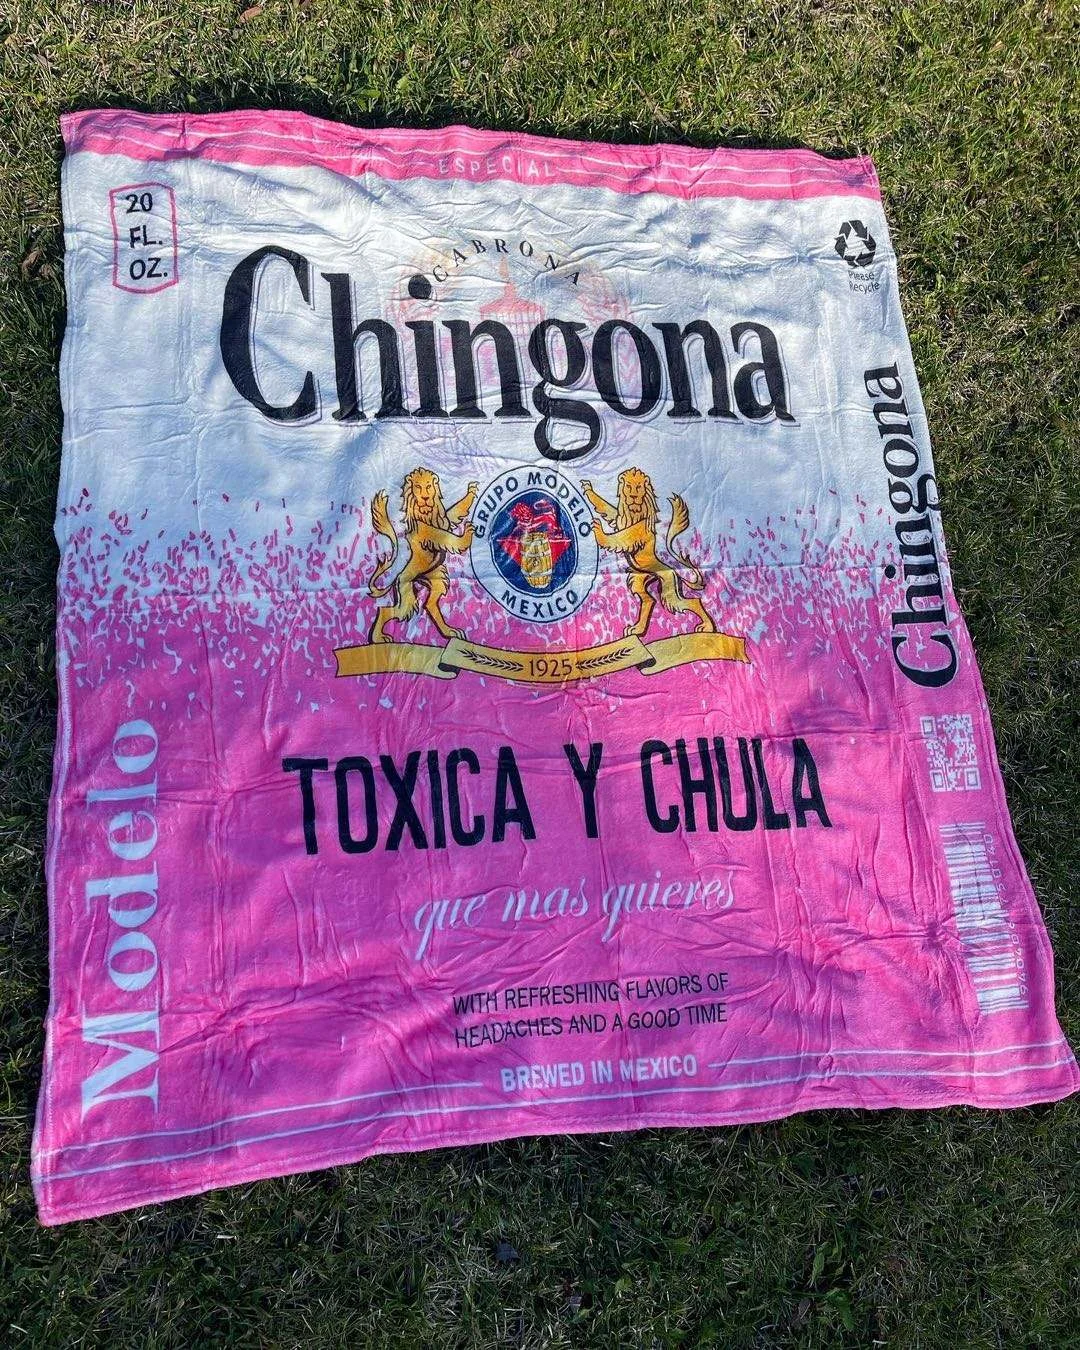 ESPECIAL
20
FL.
OZ.
CABRONA
Chingona
Please
Recycle
Chingona
GRUPO MODELO
MEXICO
1925
Modelo
TOXICA Y CHULA
que mas quieres
WITH REFRESHING FLAVORS OF
HEADACHES AND A GOOD TIME
BREWED IN MEXICO